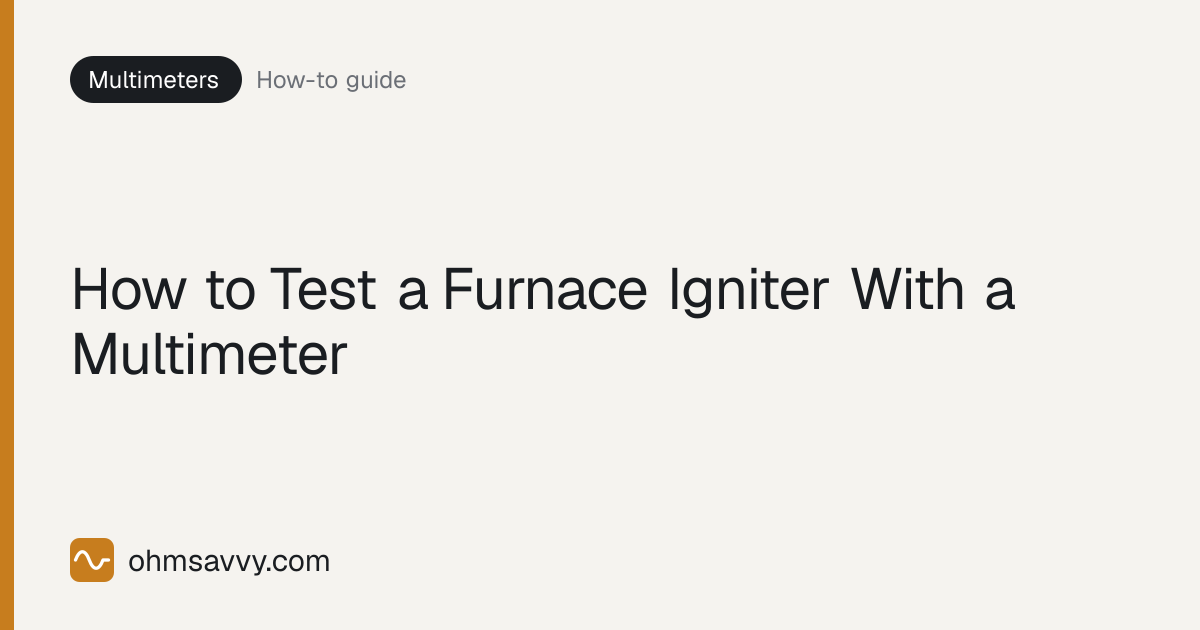 Multimeters How-to guide
How to Test a Furnace Igniter With a
Multimeter
ohmsavvy.com